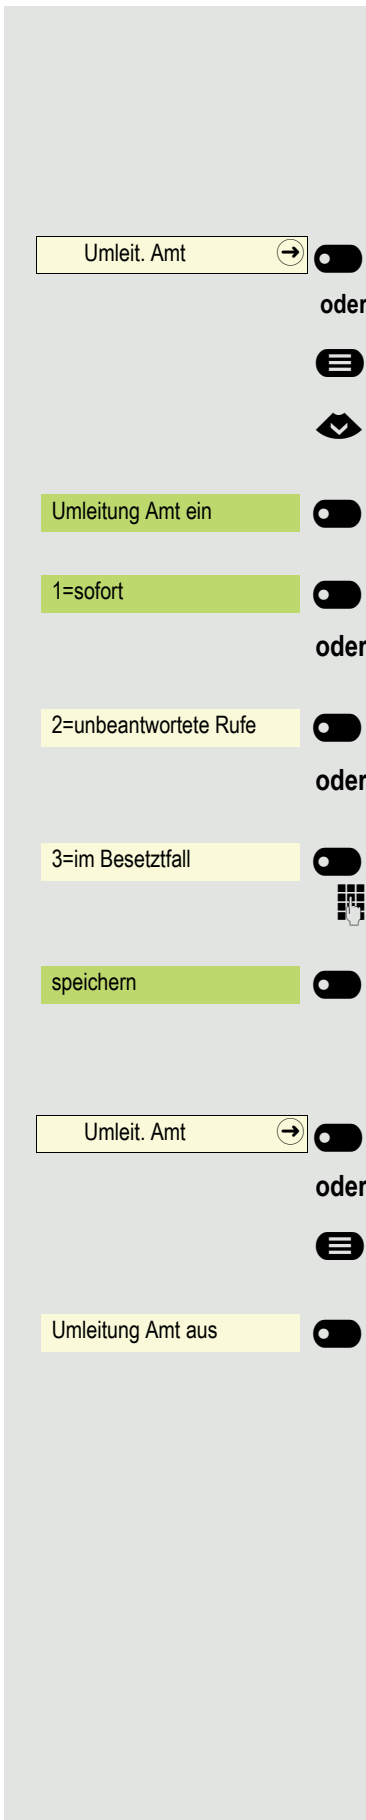 Umleit. Amt
oder
Umleitung Amt ein
1=sofort
oder
2=unbeantwortete Rufe
oder
3=im Besetztfall
speichern
Umleit. Amt
oder
Umleitung Amt aus